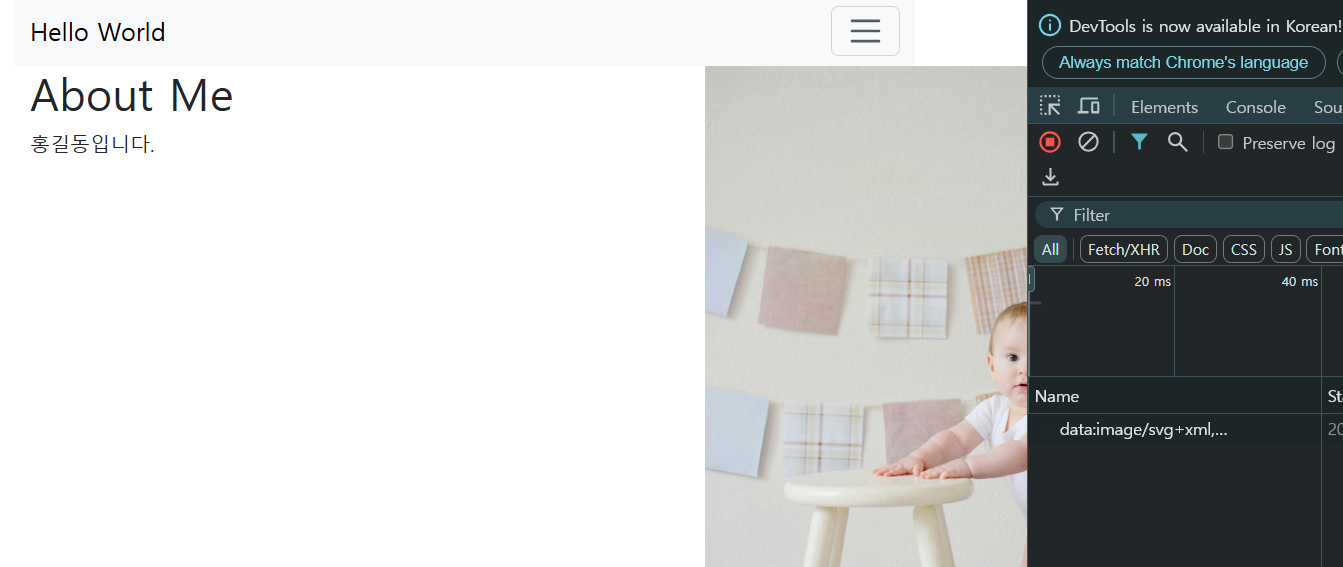 Hello World
About Me
홍길동입니다.
DevTools is now available in Korean!
Always match Chrome's language
Elements Console Sou
Preserve log
Filter
All Fetch/XHR Doc CSS JS Font
20 ms 40 ms
Name St
data:image/svg+xml,... 20